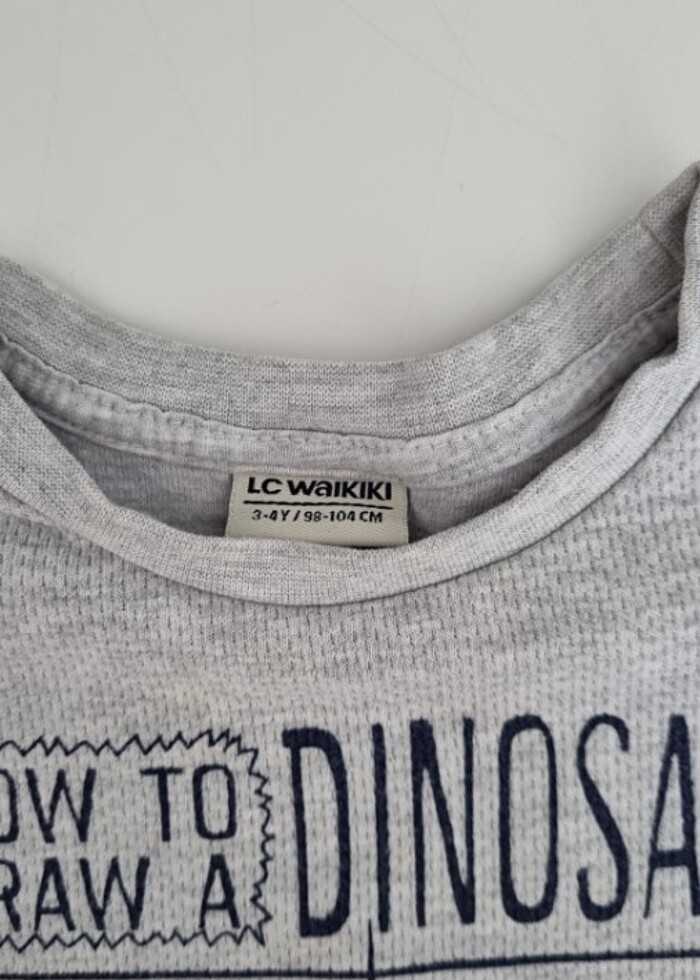 LC WAIKIKI
3-4Y / 98-104 CM
OW TO
RAW A
DINOSA